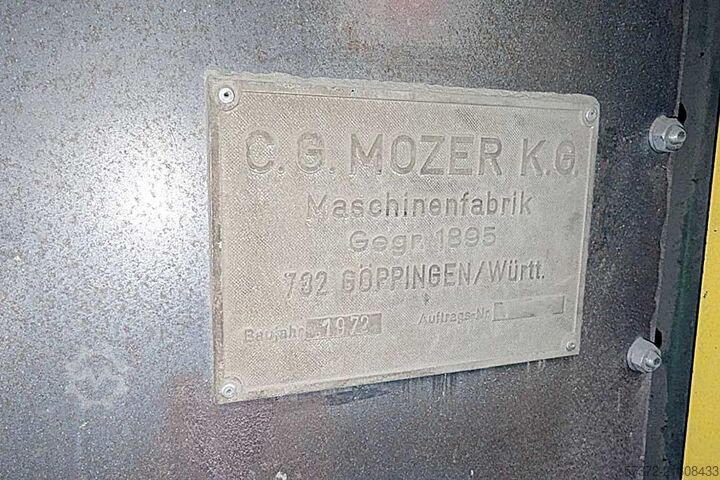 C. G. MOZER K.G.
Maschinenfabrik
Gegr. 1895
732 GÖPPINGEN/Württ.
Baujahr 1972 Auftrags-Nr.